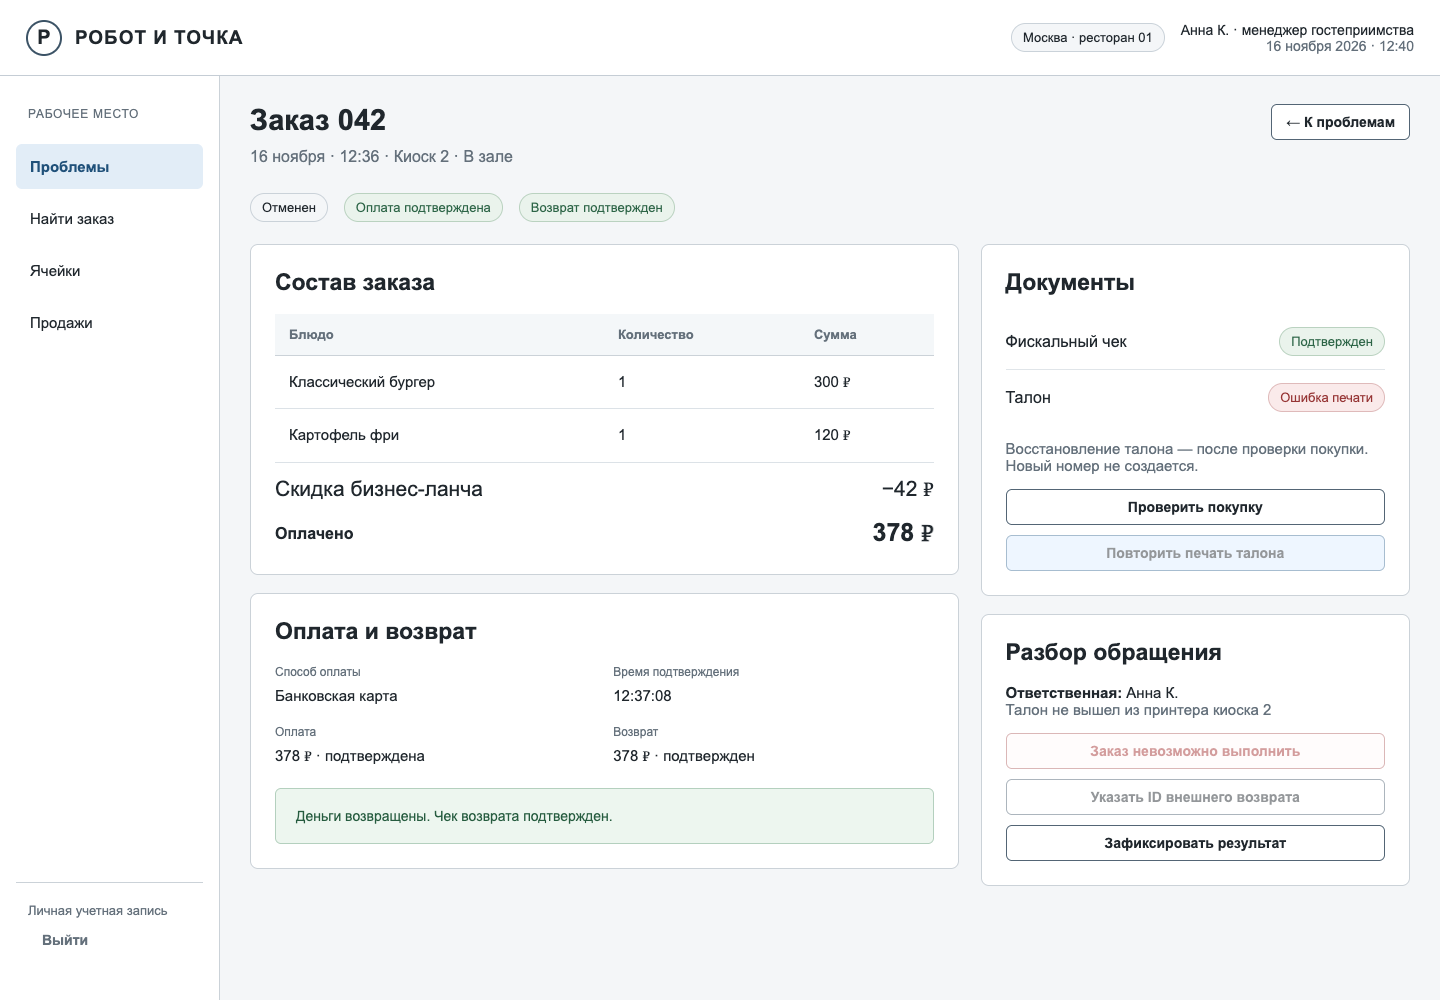 Р РОБОТ И ТОЧКА
Москва · ресторан 01
Анна К. · менеджер гостеприимства
16 ноября 2026 · 12:40
РАБОЧЕЕ МЕСТО
Проблемы
Найти заказ
Ячейки
Продажи
Личная учетная запись
Выйти
Заказ 042
16 ноября · 12:36 · Киоск 2 · В зале
← К проблемам
Отменен
Оплата подтверждена
Возврат подтвержден
Состав заказа
Блюдо Количество Сумма
Классический бургер 1 300 ₽
Картофель фри 1 120 ₽
Скидка бизнес-ланча −42 ₽
Оплачено 378 ₽
Оплата и возврат
Способ оплаты Время подтверждения
Банковская карта 12:37:08
Оплата Возврат
378 ₽ · подтверждена 378 ₽ · подтвержден
Деньги возвращены. Чек возврата подтвержден.
Документы
Фискальный чек Подтвержден
Талон Ошибка печати
Восстановление талона — после проверки покупки.
Новый номер не создается.
Проверить покупку
Повторить печать талона
Разбор обращения
Ответственная: Анна К.
Талон не вышел из принтера киоска 2
Заказ невозможно выполнить
Указать ID внешнего возврата
Зафиксировать результат